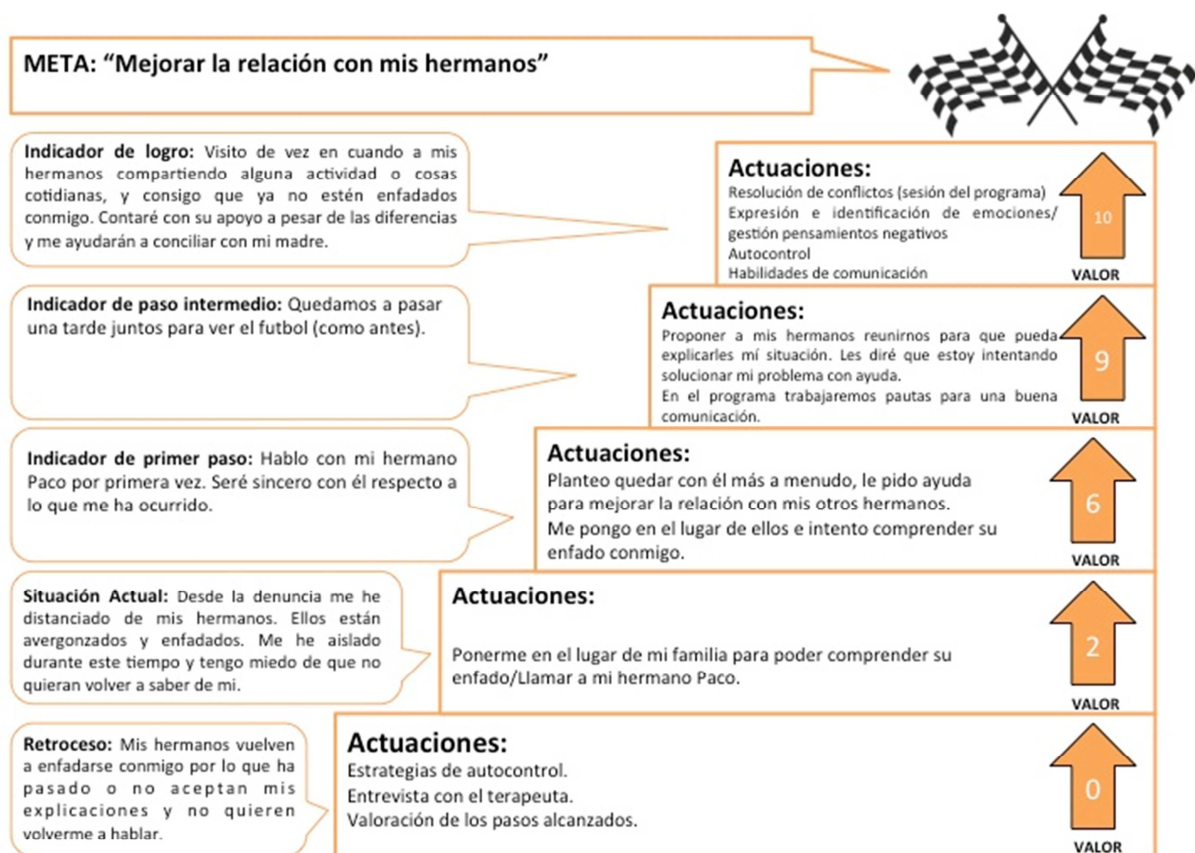 META: “Mejorar la relación con mis hermanos”
Indicador de logro: Visito de vez en cuando a mis
hermanos compartiendo alguna actividad o cosas
cotidianas, y consigo que ya no estén enfadados
conmigo. Contaré con su apoyo a pesar de las diferencias
y me ayudarán a conciliar con mi madre.
Actuaciones:
Resolución de conflictos (sesión del programa)
Expresión e identificación de emociones/
gestión pensamientos negativos
Autocontrol
Habilidades de comunicación
10
VALOR
Indicador de paso intermedio: Quedamos a pasar
una tarde juntos para ver el futbol (como antes).
Actuaciones:
Proponer a mis hermanos reunirnos para que pueda
explicarles mí situación. Les diré que estoy intentando
solucionar mi problema con ayuda.
En el programa trabajaremos pautas para una buena
comunicación.
9
VALOR
Indicador de primer paso: Hablo con mi hermano
Paco por primera vez. Seré sincero con él respecto a
lo que me ha ocurrido.
Actuaciones:
Planteo quedar con él más a menudo, le pido ayuda
para mejorar la relación con mis otros hermanos.
Me pongo en el lugar de ellos e intento comprender su
enfado conmigo.
6
VALOR
Situación Actual: Desde la denuncia me he
distanciado de mis hermanos. Ellos están
avergonzados y enfadados. Me he aislado
durante este tiempo y tengo miedo de que no
quieran volver a saber de mi.
Actuaciones:
Ponerme en el lugar de mi familia para poder comprender su
enfado/Llamar a mi hermano Paco.
2
VALOR
Retroceso: Mis hermanos vuelven
a enfadarse conmigo por lo que ha
pasado o no aceptan mis
explicaciones y no quieren
volverme a hablar.
Actuaciones:
Estrategias de autocontrol.
Entrevista con el terapeuta.
Valoración de los pasos alcanzados.
0
VALOR